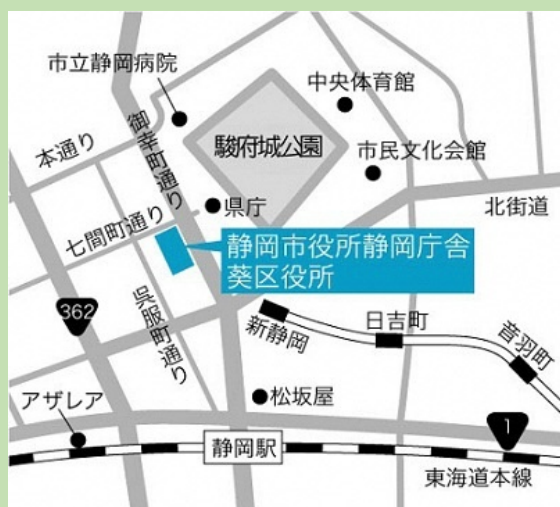 市立静岡病院
中央体育館
御幸町通り
駿府城公園
本通り
市民文化会館
県庁
北街道
七間町通り
静岡市役所静岡庁舎
葵区役所
362
呉服町通り
新静岡
日吉町
音羽町
アザレア
松坂屋
1
静岡駅
東海道本線